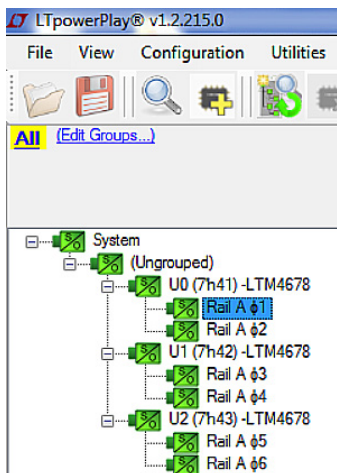 LTpowerPlay® v1.2.215.0
File View Configuration Utilities
All (Edit Groups...)
System
(Ungrouped)
U0 (7h41) -LTM4678
Rail A ϕ1
Rail A ϕ2
U1 (7h42) -LTM4678
Rail A ϕ3
Rail A ϕ4
U2 (7h43) -LTM4678
Rail A ϕ5
Rail A ϕ6